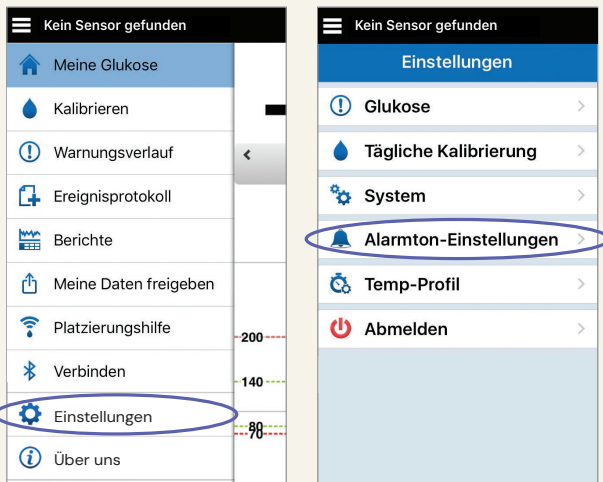 Kein Sensor gefunden
Meine Glukose
Kalibrieren
Warnungsverlauf
Ereignisprotokoll
Berichte
Meine Daten freigeben
Platzierungshilfe
Verbinden
Einstellungen
Über uns
200
140
80
70
Kein Sensor gefunden
Einstellungen
Glukose
Tägliche Kalibrierung
System
Alarmton-Einstellungen
Temp-Profil
Abmelden